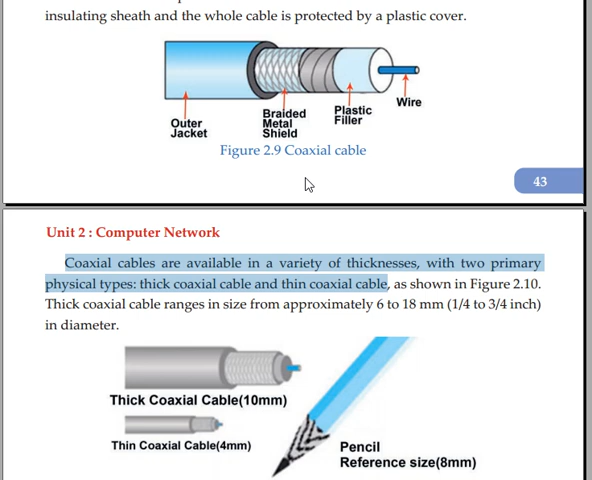 insulating sheath and the whole cable is protected by a plastic cover.
Outer
Jacket
Braided
Metal
Shield
Plastic
Filler
Wire
Figure 2.9 Coaxial cable
43
Unit 2 : Computer Network
Coaxial cables are available in a variety of thicknesses, with two primary
physical types: thick coaxial cable and thin coaxial cable, as shown in Figure 2.10.
Thick coaxial cable ranges in size from approximately 6 to 18 mm (1/4 to 3/4 inch)
in diameter.
Thick Coaxial Cable(10mm)
Thin Coaxial Cable(4mm)
Pencil
Reference size(8mm)